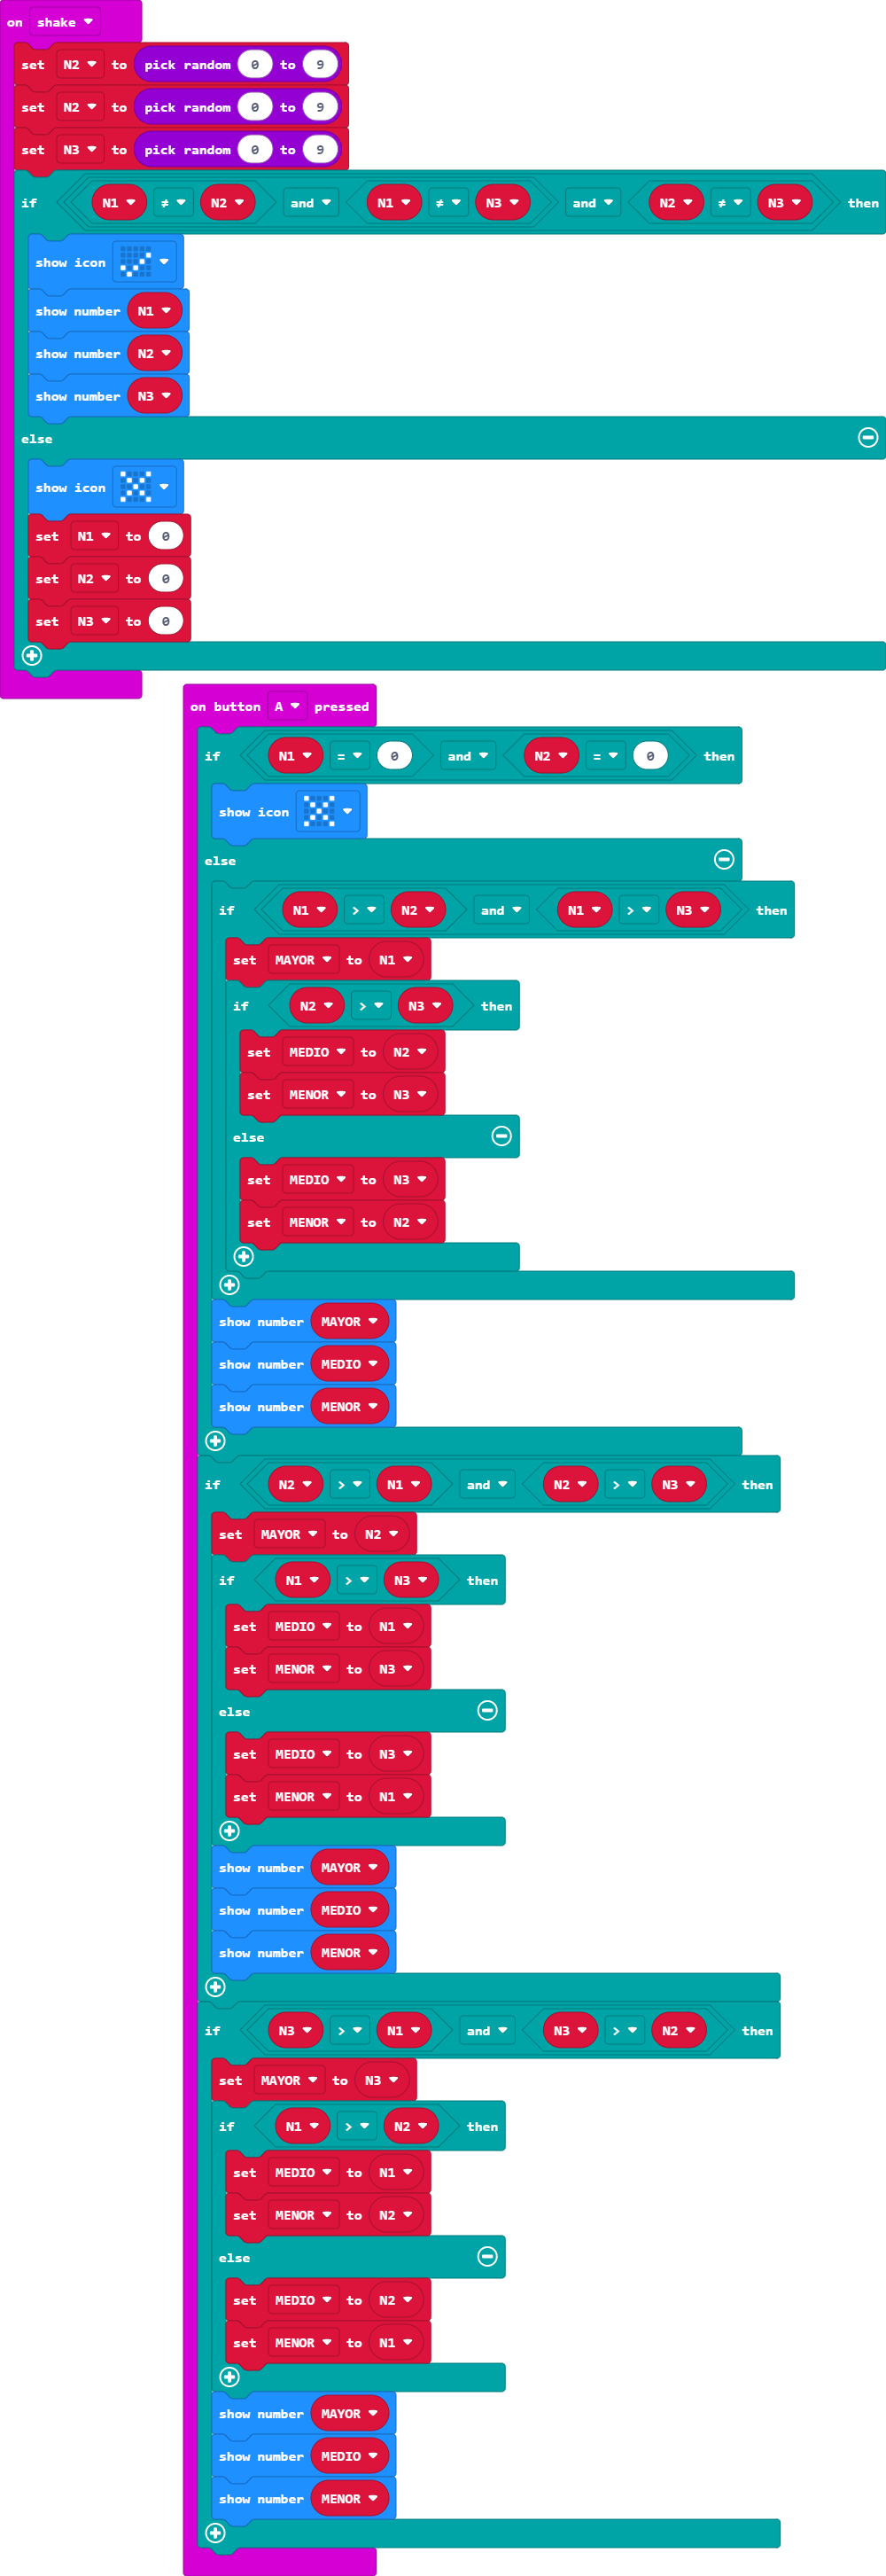 on shake
set N2 to pick random 0 to 9
set N2 to pick random 0 to 9
set N3 to pick random 0 to 9
if N1 ≠ N2 and N1 ≠ N3 and N2 ≠ N3 then
show icon
show number N1
show number N2
show number N3
else
show icon
set N1 to 0
set N2 to 0
set N3 to 0
on button A pressed
if N1 = 0 and N2 = 0 then
show icon
else
if N1 > N2 and N1 > N3 then
set MAYOR to N1
if N2 > N3 then
set MEDIO to N2
set MENOR to N3
else
set MEDIO to N3
set MENOR to N2
show number MAYOR
show number MEDIO
show number MENOR
if N2 > N1 and N2 > N3 then
set MAYOR to N2
if N1 > N3 then
set MEDIO to N1
set MENOR to N3
else
set MEDIO to N3
set MENOR to N1
show number MAYOR
show number MEDIO
show number MENOR
if N3 > N1 and N3 > N2 then
set MAYOR to N3
if N1 > N2 then
set MEDIO to N1
set MENOR to N2
else
set MEDIO to N2
set MENOR to N1
show number MAYOR
show number MEDIO
show number MENOR